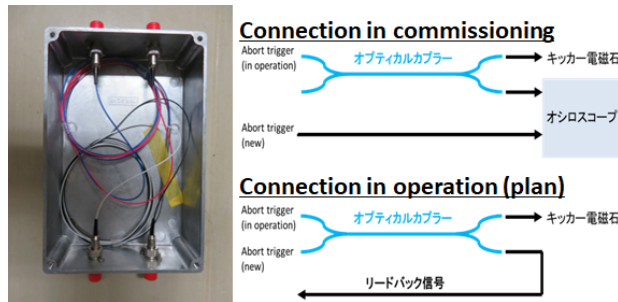 Connection in commissioning
Abort trigger
(in operation)
オプティカルカプラー
キッカー電磁石
オシロスコープ
Abort trigger
(new)
Connection in operation (plan)
Abort trigger
(in operation)
オプティカルカプラー
キッカー電磁石
Abort trigger
(new)
リードバック信号